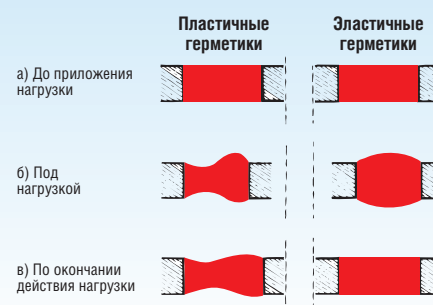 Пластичные
герметики
Эластичные
герметики
а) До приложения
нагрузки
б) Под
нагрузкой
в) По окончании
действия нагрузки